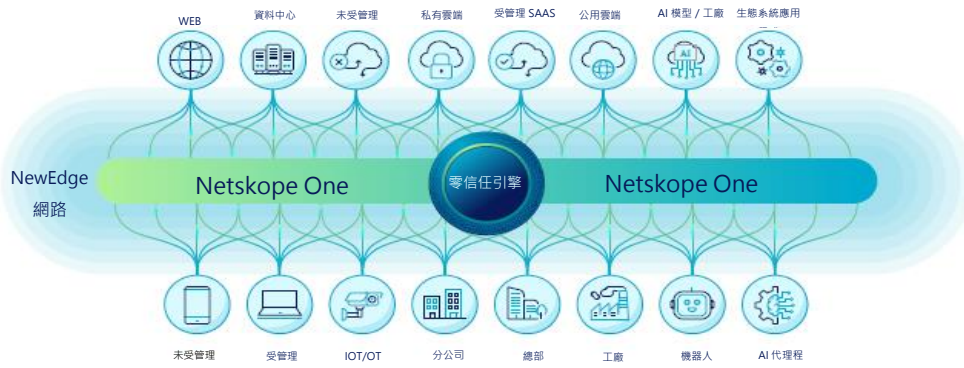 WEB
資料中心
未受管理
私有雲端
受管理 SAAS
公用雲端
AI 模型 / 工廠
生態系統應用
NewEdge
網路
Netskope One
零信任引擎
Netskope One
未受管理
受管理
IOT/OT
分公司
總部
工廠
機器人
AI 代理程